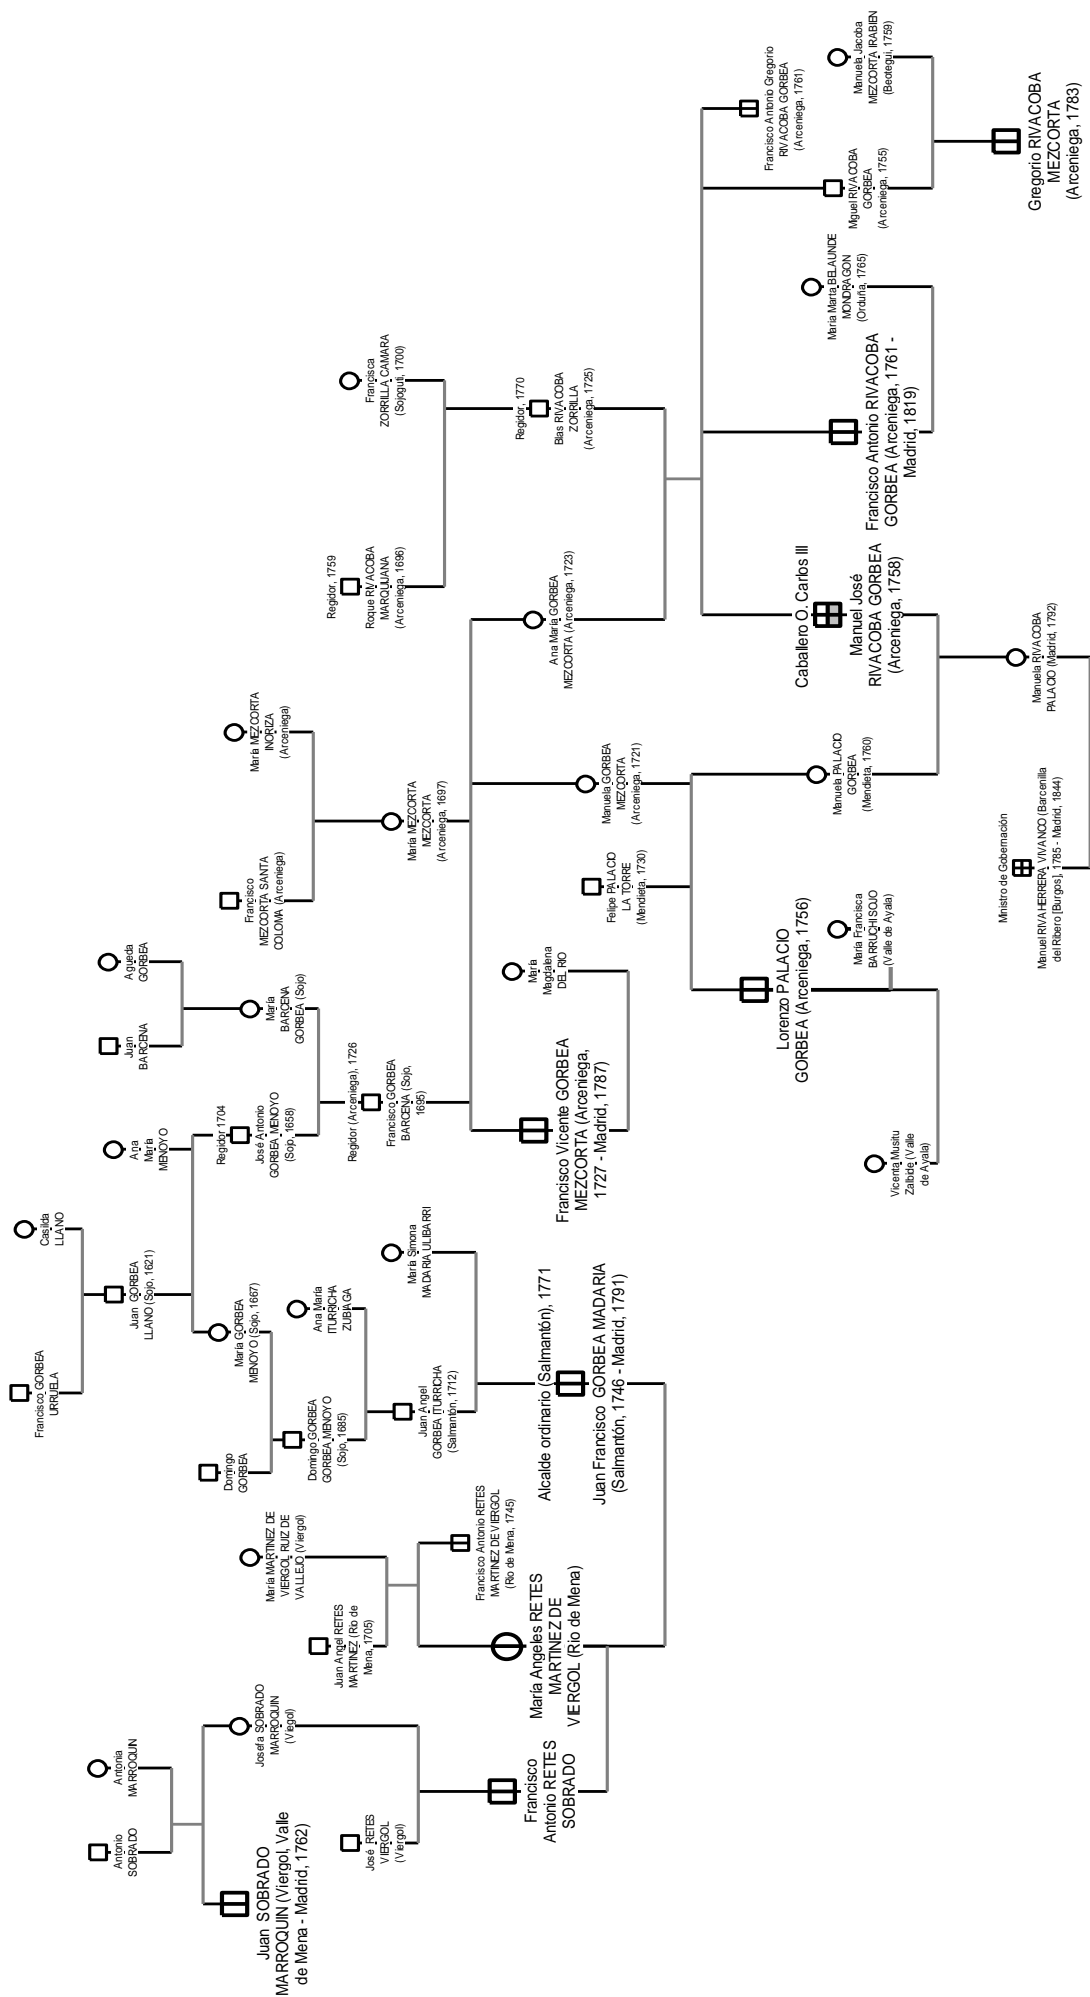 Francisco GORBEA
URRUELA
Casilda
LLANO
Juan GORBEA
LLANO (Sojo, 1621)
Ana
María
MENOYO
Juan
BARCENA
Agueda
GORBEA
Antonio
SOBRADO
Antonia
MARROQUIN
Domingo
GORBEA
María GORBEA
MENOYO (Sojo, 1667)
Regidor 1704
José Antonio
GORBEA MENOYO
(Sojo, 1658)
María
BARCENA
GORBEA (Sojo)
Francisco
MEZCORTA SANTA
COLOMA (Arceniega)
María MEZCORTA
INORIZA
(Arceniega)
Juan SOBRADO
MARROQUIN (Viergol, Valle
de Mena - Madrid, 1762)
Josefa SOBRADO
MARROQUIN
(Viegol)
María MARTINEZ DE
VIERGOL RUIZ DE
VALLEJO (Viergol)
Domingo GORBEA
GORBEA MENOYO
(Sojo, 1685)
Ana María
ITURRICHA
ZUBIAGA
José RETES
VIERGOL
(Viergol)
Juan Angel RETES
MARTINEZ (Rio de
Mena, 1705)
Juan Angel
GORBEA ITURRICHA
(Salmantón, 1712)
María Simona
MADARIA ULIBARRI
Regidor (Arceniega), 1726
Francisco GORBEA
BARCENA (Sojo,
1695)
María MEZCORTA
MEZCORTA
(Arceniega, 1697)
Regidor, 1759
Roque RIVACOBA
MARQUIJANA
(Arceniega, 1696)
Francisca
ZORRILLA CAMARA
(Sojoguti, 1700)
Francisco Antonio RETES
MARTINEZ DE VIERGOL
(Rio de Mena, 1745)
Francisco
Antonio RETES
SOBRADO
María Angeles RETES
MARTINEZ DE
VIERGOL (Rio de Mena)
Alcalde ordinario (Salmantón), 1771
Juan Francisco GORBEA MADARIA
(Salmantón, 1746 - Madrid, 1791)
Francisco Vicente GORBEA
MEZCORTA (Arceniega,
1727 - Madrid, 1787)
María
Magdalena
DEL RIO
Felipe PALACIO
LA TORRE
(Mendieta, 1730)
Manuela GORBEA
MEZCORTA
(Arceniega, 1721)
Ana María GORBEA
MEZCORTA (Arceniega, 1723)
Regidor, 1770
Blas RIVACOBA
ZORRILLA
(Arceniega, 1725)
Lorenzo PALACIO
GORBEA (Arceniega, 1756)
María Francisca
BARRUCHI SOJO
(Valle de Ayala)
Vicenta Musitu
Zalbide (Valle
de Ayala)
Manuela PALACIO
GORBEA
(Mendieta, 1760)
Caballero O. Carlos III
Manuel José
RIVACOBA GORBEA
(Arceniega, 1758)
Francisco Antonio RIVACOBA
GORBEA (Arceniega, 1761 -
Madrid, 1819)
María Marta BELAUNDE
MONDRAGON
(Orduña, 1765)
Miguel RIVACOBA
GORBEA
(Arceniega, 1755)
Francisco Antonio Gregorio
RIVACOBA GORBEA
(Arceniega, 1761)
Manuela Jacoba
MEZCORTA IRABIEN
(Beotegui, 1759)
Ministro de Gobernación
Manuel RIVAHERRERA VIVANCO (Barcenilla
del Ribero [Burgos], 1785 - Madrid, 1844)
Manuela RIVACOBA
PALACIO (Madrid, 1792)
Gregorio RIVACOBA
MEZCORTA
(Arceniega, 1783)